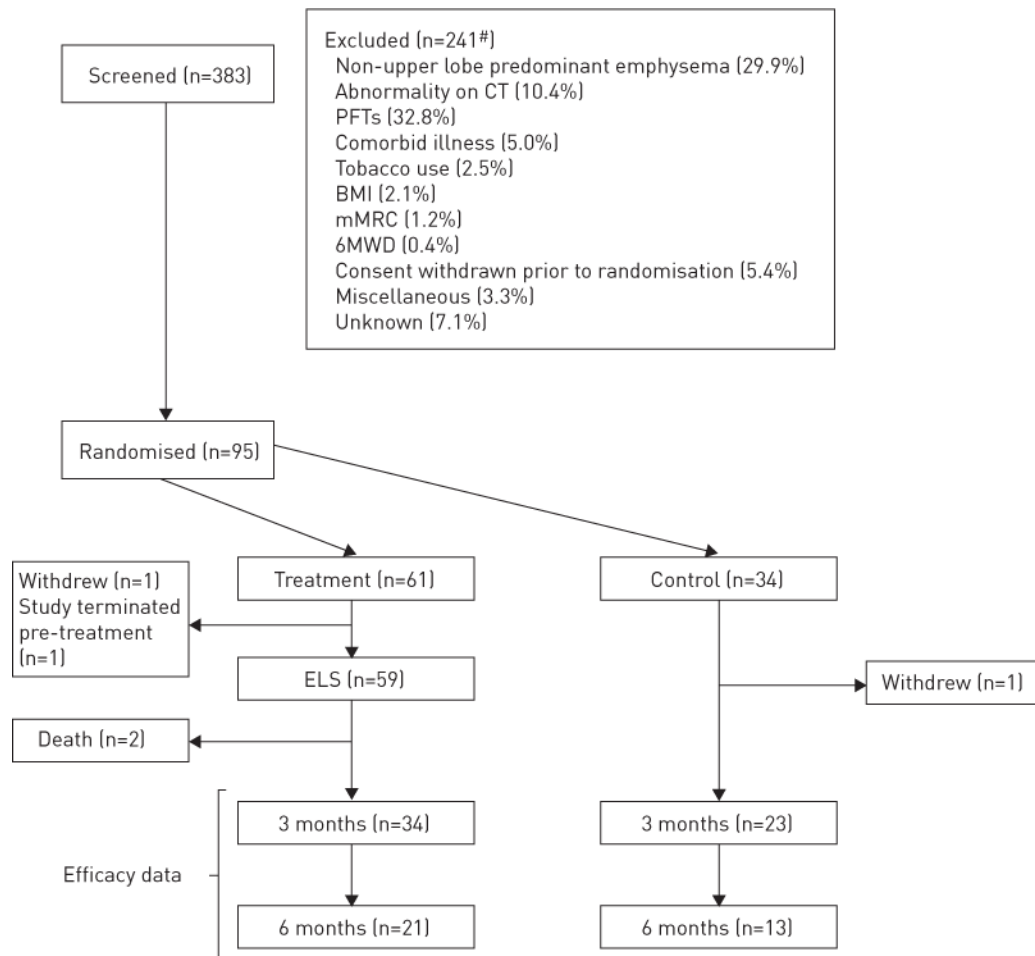 Screened (n=383)
Excluded (n=241#)
Non-upper lobe predominant emphysema (29.9%)
Abnormality on CT (10.4%)
PFTs (32.8%)
Comorbid illness (5.0%)
Tobacco use (2.5%)
BMI (2.1%)
mMRC (1.2%)
6MWD (0.4%)
Consent withdrawn prior to randomisation (5.4%)
Miscellaneous (3.3%)
Unknown (7.1%)
Randomised (n=95)
Withdrew (n=1)
Study terminated
pre-treatment
(n=1)
Treatment (n=61)
Control (n=34)
ELS (n=59)
Withdrew (n=1)
Death (n=2)
3 months (n=34)
3 months (n=23)
Efficacy data
6 months (n=21)
6 months (n=13)